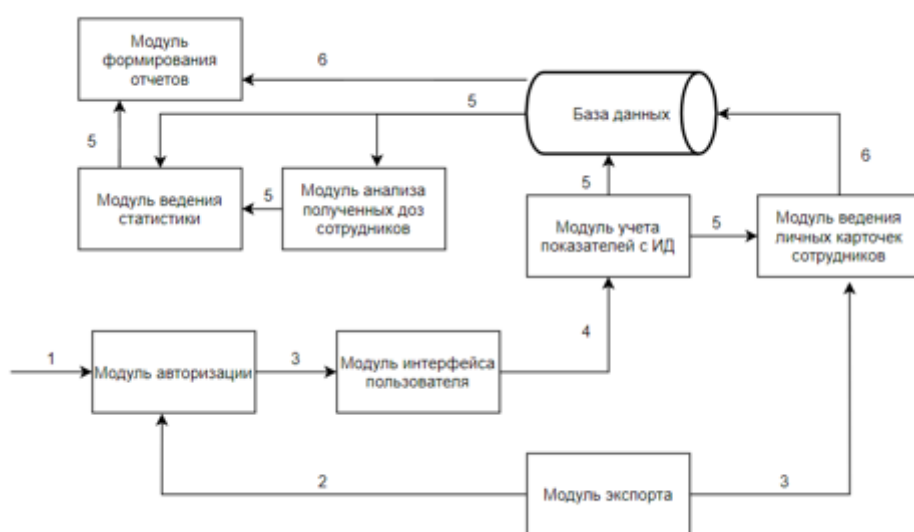 Модуль
формирования
отчетов
6
База данных
5
5
6
Модуль ведения
статистики
5
Модуль анализа
полученных доз
сотрудников
5
Модуль учета
показателей с ИД
5
Модуль ведения
личных карточек
сотрудников
4
1
Модуль авторизации
3
Модуль интерфейса
пользователя
2
Модуль экспорта
3